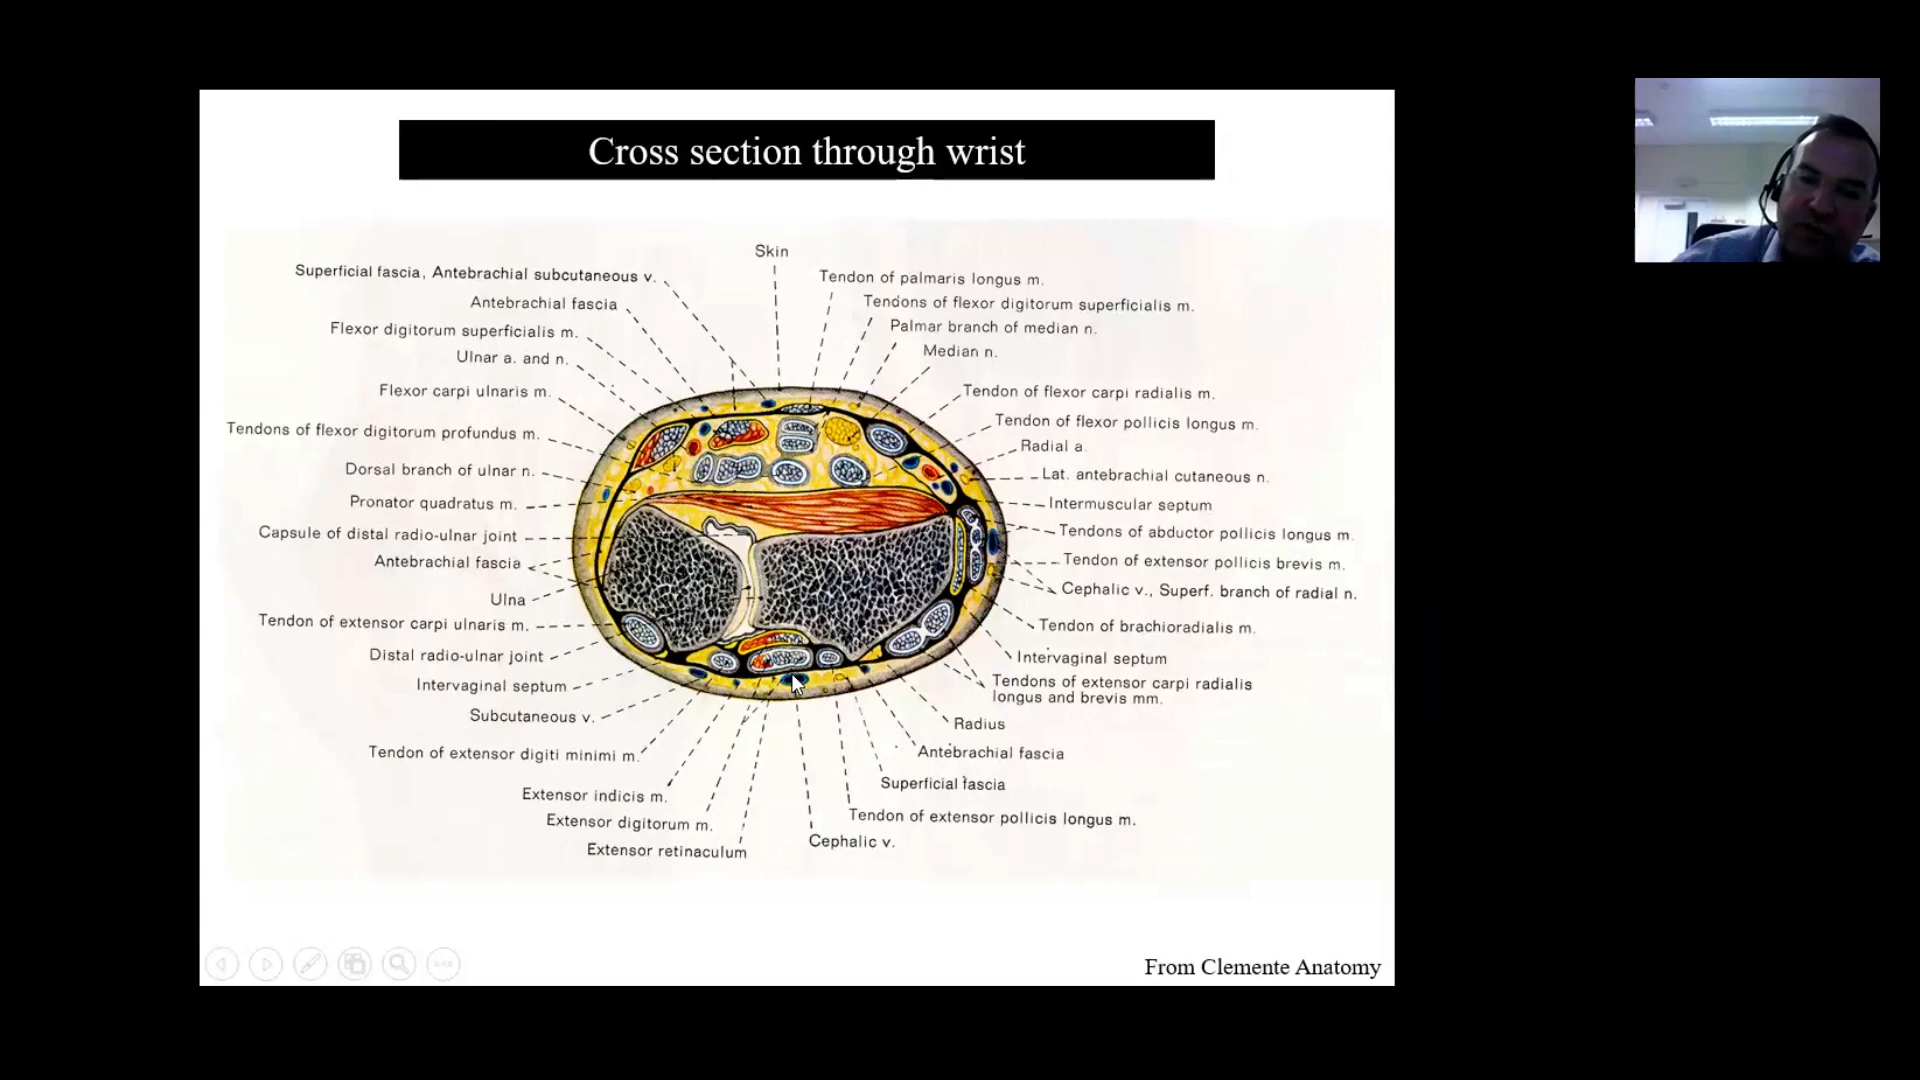 Cross section through wrist
Skin
Superficial fascia, Antebrachial subcutaneous v.
Antebrachial fascia
Flexor digitorum superficialis m.
Ulnar a. and n.
Flexor carpi ulnaris m.
Tendons of flexor digitorum profundus m.
Dorsal branch of ulnar n.
Pronator quadratus m.
Capsule of distal radio-ulnar joint
Antebrachial fascia
Ulna
Tendon of extensor carpi ulnaris m.
Distal radio-ulnar joint
Intervaginal septum
Subcutaneous v.
Tendon of extensor digiti minimi m.
Extensor indicis m.
Extensor digitorum m.
Extensor retinaculum
Tendon of palmaris longus m.
Tendons of flexor digitorum superficialis m.
Palmar branch of median n.
Median n.
Tendon of flexor carpi radialis m.
Tendon of flexor pollicis longus m.
Radial a.
Lat. antebrachial cutaneous n.
Intermuscular septum
Tendons of abductor pollicis longus m.
Tendon of extensor pollicis brevis m.
Cephalic v., Superf. branch of radial n.
Tendon of brachioradialis m.
Intervaginal septum
Tendons of extensor carpi radialis
longus and brevis mm.
Radius
Antebrachial fascia
Superficial fascia
Tendon of extensor pollicis longus m.
Cephalic v.
From Clemente Anatomy